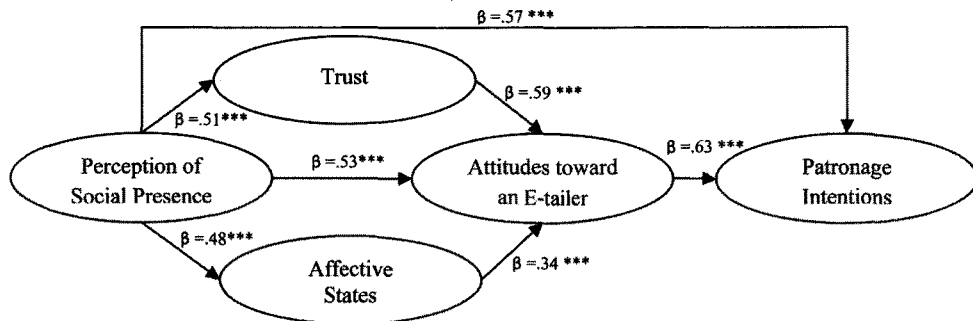 β =.57 ***
Trust
β =.51***
β =.59 ***
Perception of
Social Presence
β =.53***
Attitudes toward
an E-tailer
β =.63 ***
Patronage
Intentions
β =.48***
Affective
States
β =.34 ***